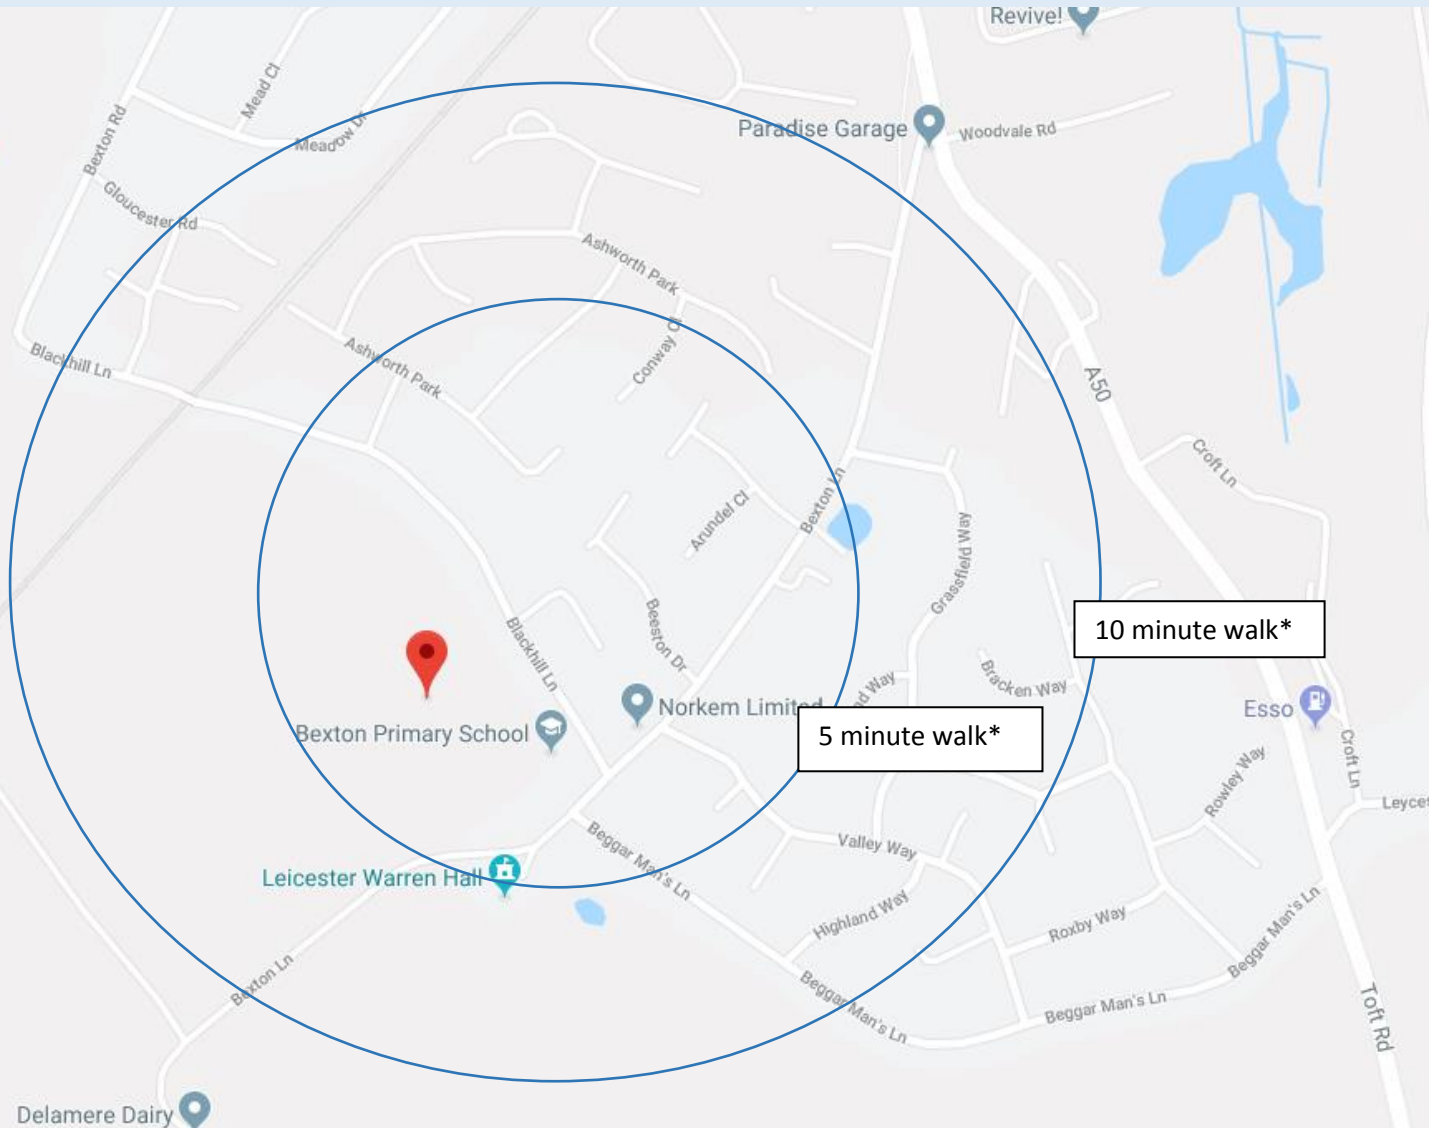 Revive!
Mead Cl
Paradise Garage
Woodvale Rd
Bexton Rd
Meadow Dr
Gloucester Rd
Ashworth Park
Blackhill Ln
Ashworth Park
Conway Cl
A50
Croft Ln
Bexton Ln
Arundel Cl
Grassfield Way
10 minute walk*
Beeston Dr
Blackhill Ln
nd Way
Bracken Way
Norkem Limited
Esso
5 minute walk*
Bexton Primary School
Croft Ln
Rowley Way
Leyces
Valley Way
Beggar Man's Ln
Leicester Warren Hall
Highland Way
Roxby Way
Beggar Man's Ln
Bexton Ln
Beggar Man's Ln
Beggar Man's Ln
Toft Rd
Delamere Dairy